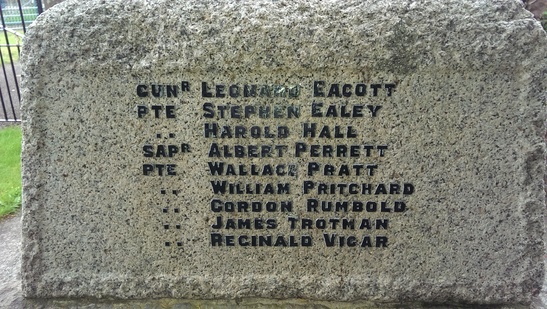 GUNR LEONARD EACOTT
PTE STEPHEN EALEY
.. HAROLD HALL
SAPR ALBERT PERRETT
PTE WALLACE PRATT
.. WILLIAM PRITCHARD
.. GORDON RUMBOLD
.. JAMES TROTMAN
.. REGINALD VIGAR